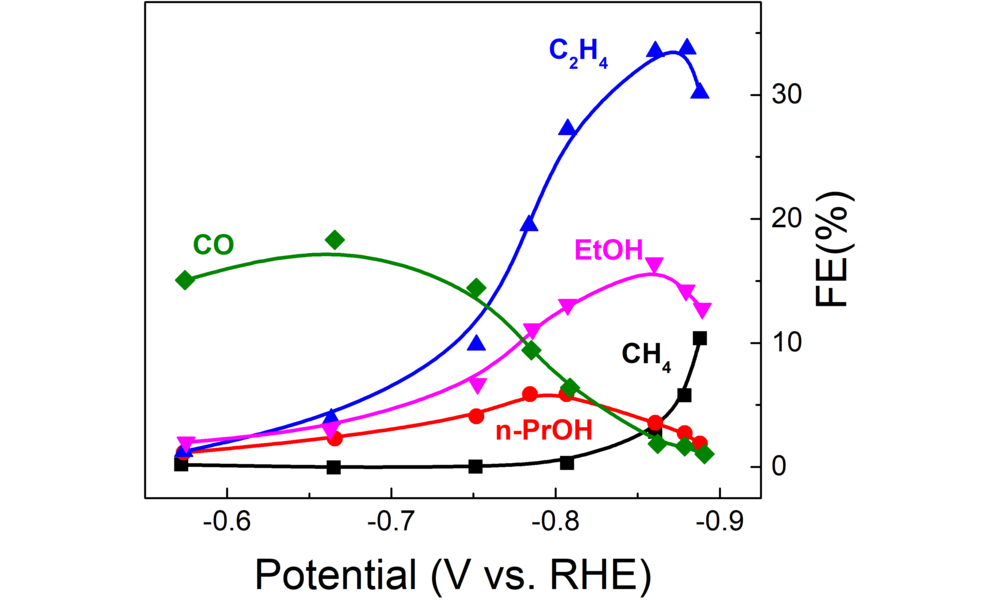 C₂H₄
30
20
CO
EtOH
FE(%)
CH₄
10
n-PrOH
0
-0.6 -0.7 -0.8 -0.9
Potential (V vs. RHE)